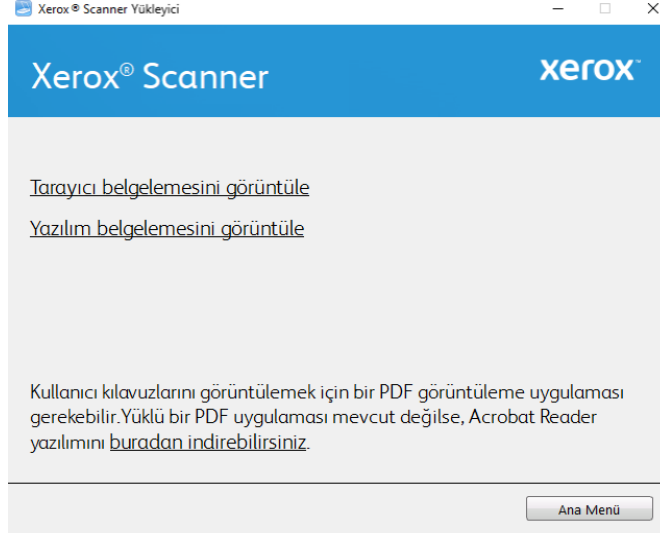 Xerox® Scanner Yükleyici
Xerox® Scanner
xerox™
Tarayıcı belgelemesini görüntüle
Yazılım belgelemesini görüntüle
Kullanıcı kılavuzlarını görüntülemek için bir PDF görüntüleme uygulaması
gerekebilir.Yüklü bir PDF uygulaması mevcut değilse, Acrobat Reader
yazılımını buradan indirebilirsiniz.
Ana Menü